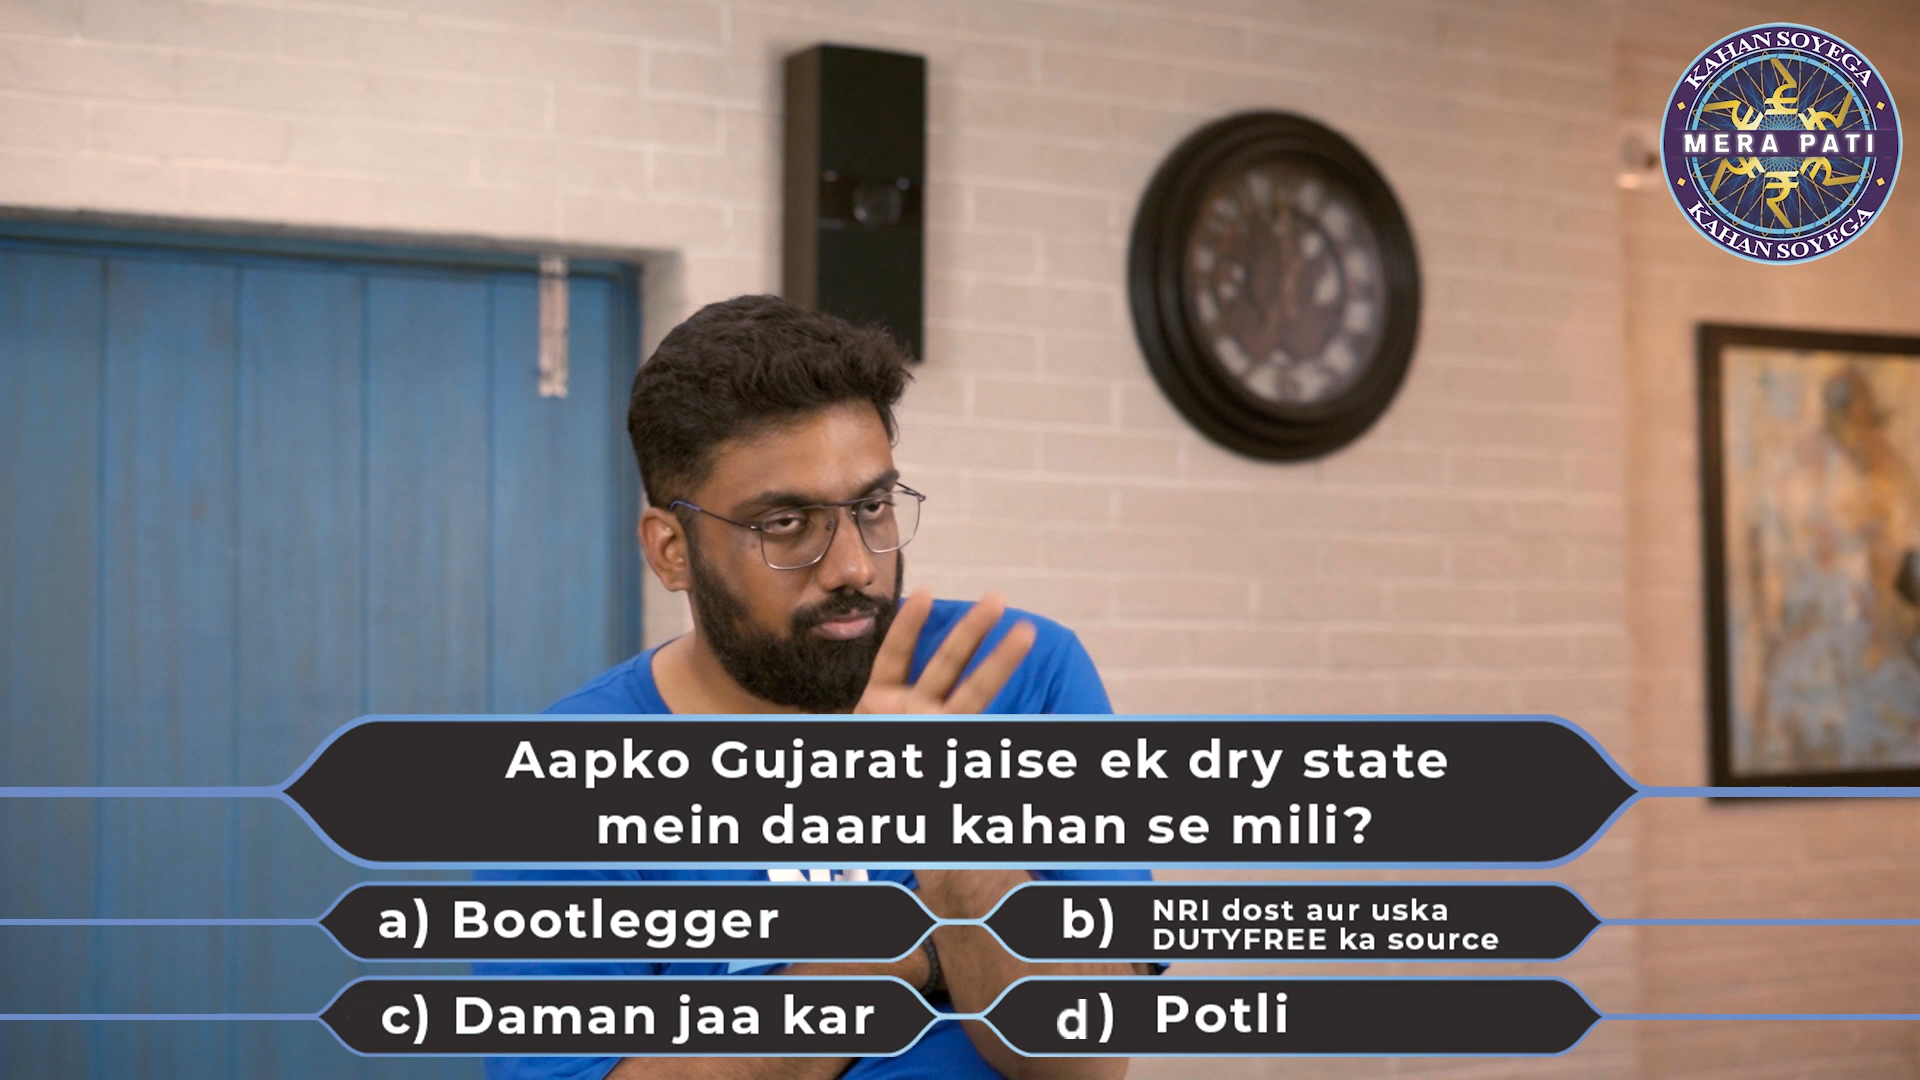 KAHAN SOYEGA
MERA PATI
KAHAN SOYEGA
Aapko Gujarat jaise ek dry state
mein daaru kahan se mili?
a) Bootlegger
b) NRI dost aur uska
DUTYFREE ka source
c) Daman jaa kar
d) Potli